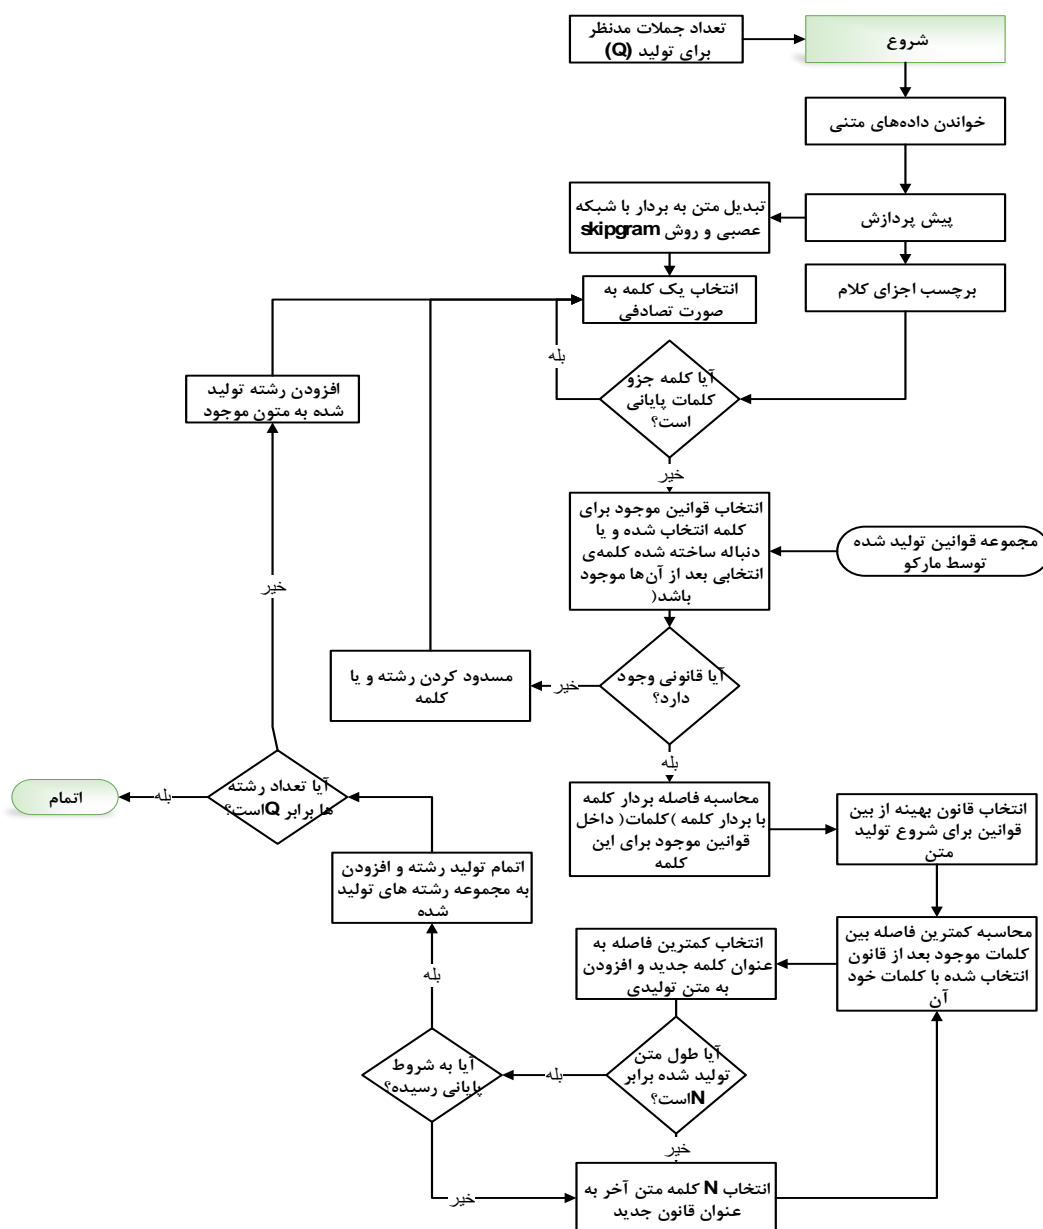 تعداد جملات مدنظر
برای تولید (Q)
شروع
خواندن داده‌های متنی
تبدیل متن به بردار با شبکه
عصبی و روش skipgram
پیش پردازش
انتخاب یک کلمه به
صورت تصادفی
برچسب اجزای کلام
بله
آیا کلمه جزو
کلمات پایانی
است؟
افزودن رشته تولید
شده به متون موجود
خیر
انتخاب قوانین موجود برای
کلمه انتخاب شده و یا
دنباله ساخته شده کلمه‌ی
انتخابی بعد از آن‌ها موجود
باشد(
مجموعه قوانین تولید شده
توسط مارکو
خیر
آیا قانونی وجود
دارد؟
خیر
مسدود کردن رشته و یا
کلمه
بله
آیا تعداد رشته
ها برابر Qاست؟
بله
اتمام
محاسبه فاصله بردار کلمه
با بردار کلمه )کلمات( داخل
قوانین موجود برای این
کلمه
انتخاب قانون بهینه از بین
قوانین برای شروع تولید
متن
اتمام تولید رشته و افزودن
به مجموعه رشته های تولید
شده
محاسبه کمترین فاصله بین
کلمات موجود بعد از قانون
انتخاب شده با کلمات خود
آن
انتخاب کمترین فاصله به
عنوان کلمه جدید و افزودن
به متن تولیدی
بله
آیا طول متن
تولید شده برابر
Nاست؟
بله
آیا به شروط
پایانی رسیده؟
خیر
خیر
انتخاب N کلمه متن آخر به
عنوان قانون جدید